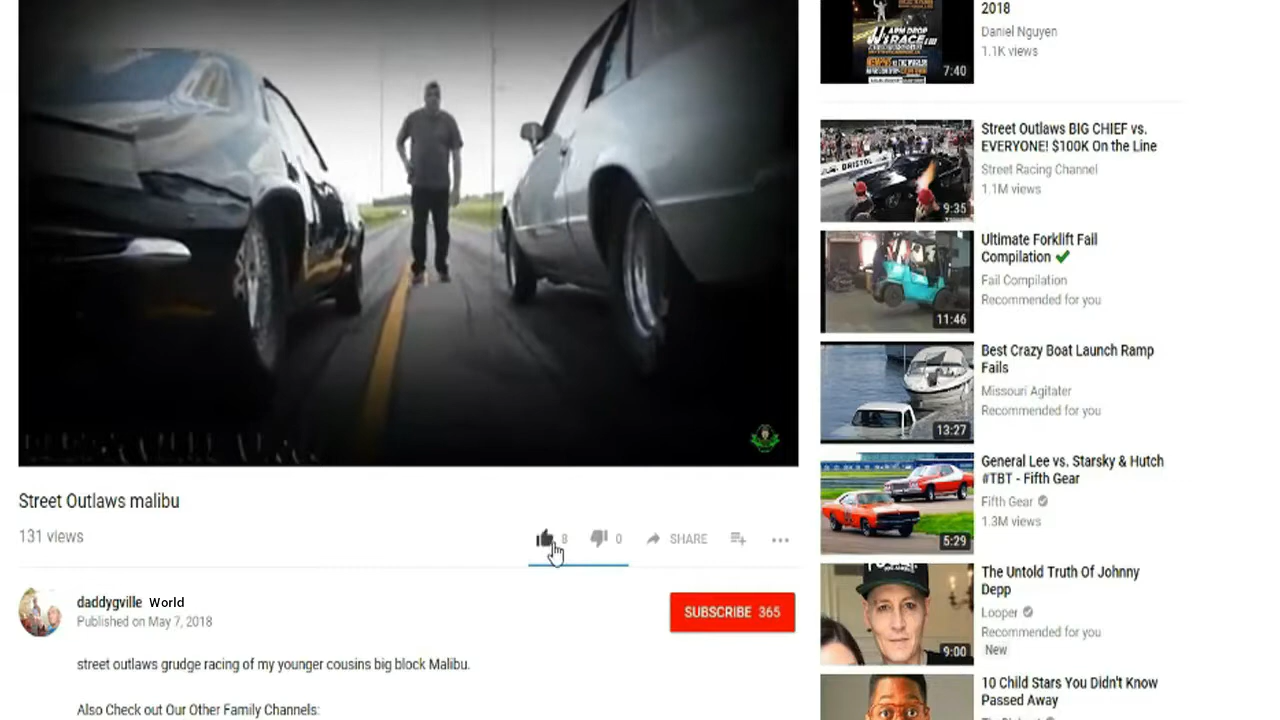 Street Outlaws malibu
131 views
8
0
SHARE
daddygville World
Published on May 7, 2018
SUBSCRIBE 365
street outlaws grudge racing of my younger cousins big block Malibu.
Also Check out Our Other Family Channels:
2018
Daniel Nguyen
1.1K views
ARM DROP
RACE
7:40
Street Outlaws BIG CHIEF vs.
EVERYONE! $100K On the Line
Street Racing Channel
1.1M views
BRISTOL
9:35
Ultimate Forklift Fail
Compilation ✔
Fail Compilation
Recommended for you
11:46
Best Crazy Boat Launch Ramp
Fails
Missouri Agitater
Recommended for you
13:27
General Lee vs. Starsky & Hutch
#TBT - Fifth Gear
Fifth Gear
1.3M views
5:29
The Untold Truth Of Johnny
Depp
Looper
Recommended for you
New
9:00
10 Child Stars You Didn't Know
Passed Away